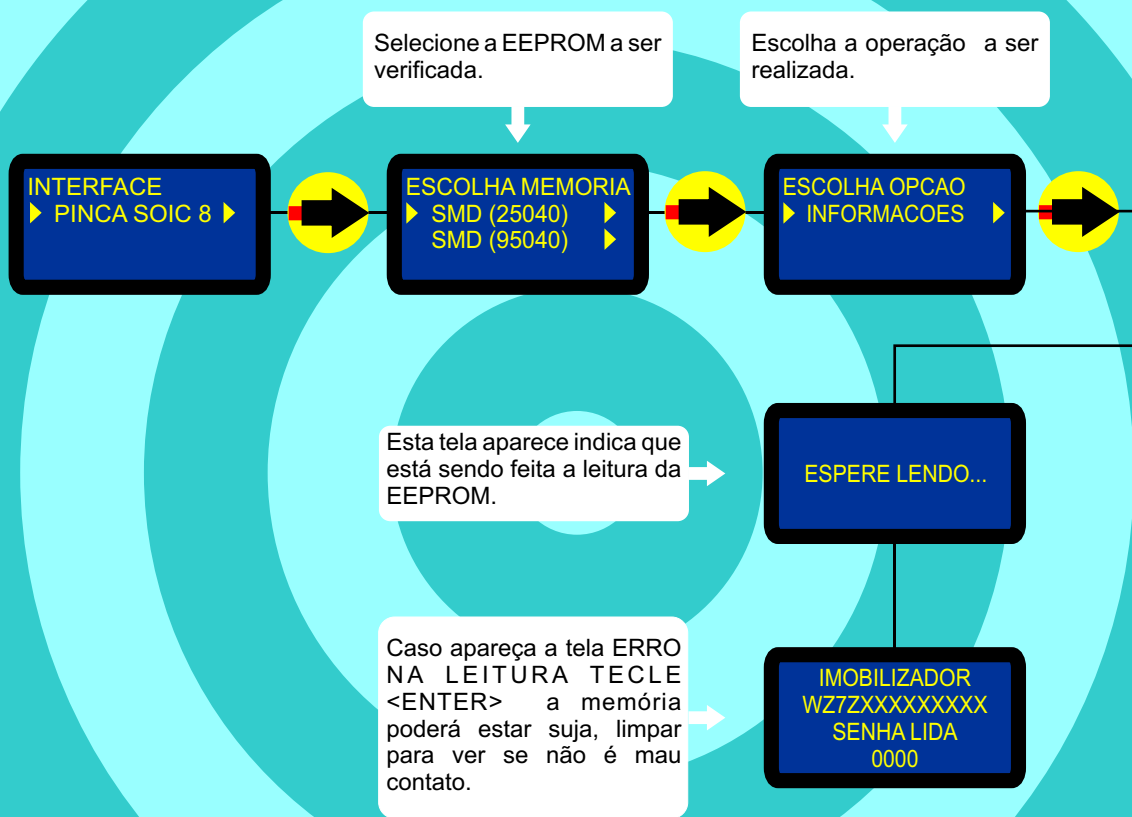 Selecione a EEPROM a ser
verificada.
Escolha a operação a ser
realizada.
INTERFACE
PINCA SOIC 8
ESCOLHA MEMORIA
SMD (25040)
SMD (95040)
ESCOLHA OPCAO
INFORMACOES
Esta tela aparece indica que
está sendo feita a leitura da
EEPROM.
ESPERE LENDO...
Caso apareça a tela ERRO
NA LEITURA TECLE
<ENTER> a memória
poderá estar suja, limpar
para ver se não é mau
contato.
IMOBILIZADOR
WZ7ZXXXXXXXXX
SENHA LIDA
0000